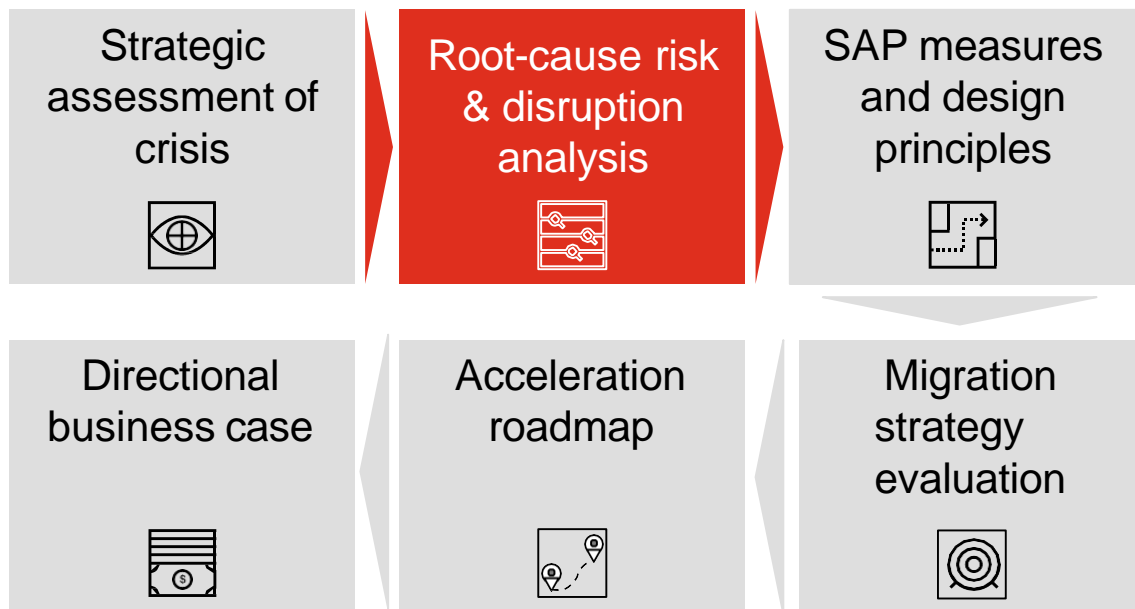 Strategic
assessment of
crisis
Root-cause risk
& disruption
analysis
SAP measures
and design
principles
Directional
business case
$
Acceleration
roadmap
Migration
strategy
evaluation